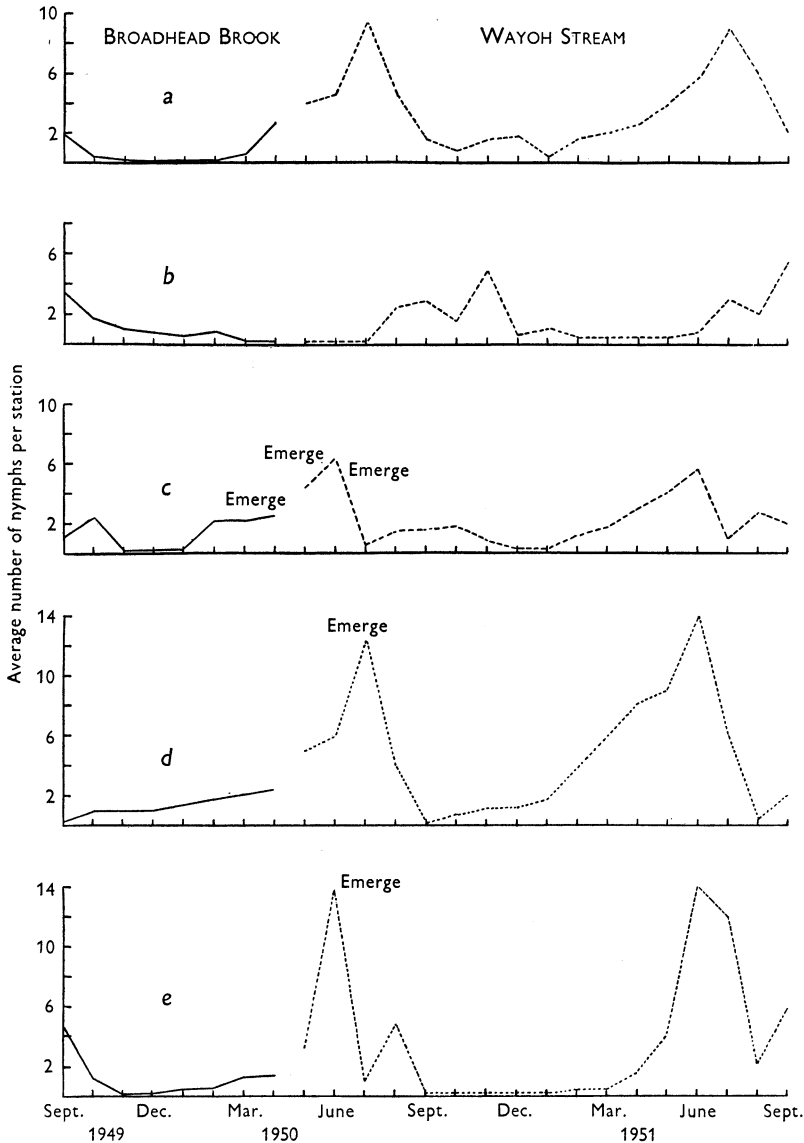 BROADHEAD BROOK
WAYOH STREAM
10
6
2
a
6
2
b
Average number of nymphs per station
10
6
2
c
Emerge
Emerge
Emerge
14
10
6
2
d
Emerge
14
10
6
2
e
Emerge
Sept. Dec. Mar. June Sept. Dec. Mar. June Sept.
1949 1950 1951